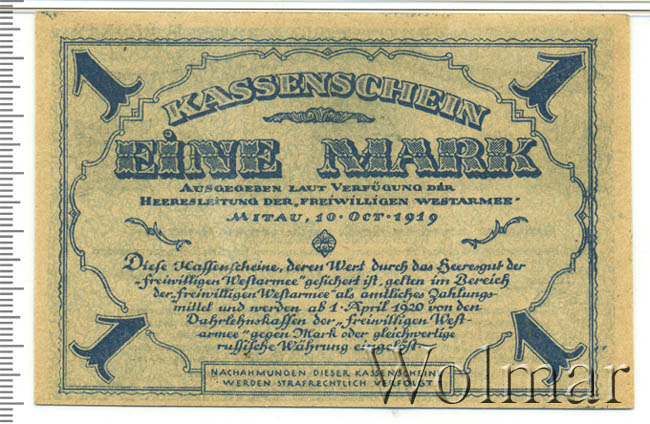 1 1
KASSENSCHEIN
EINE MARK
AUSGEGEBEN LAUT VERFÜGUNG DER
HEERESLEITUNG DER „FREIWILLIGEN WESTARMEE“
MITAU, 10·OCT·1919
Diese Kassenscheine, deren Wert durch das Heeresgut der
„freiwilligen Westarmee“ gesichert ist, gelten im Bereich
der „freiwilligen Westarmee“ als amtliches Zahlungs-
mittel und werden ab 1·April 1920 von den
Darlehnskassen der „freiwilligen West-
armee“ gegen Mark oder gleichwertige
russische Währung eingelöst
1 1
NACHAHMUNGEN DIESER KASSENSCHEINE
WERDEN STRAFRECHTLICH VERFOLGT
Wolmar